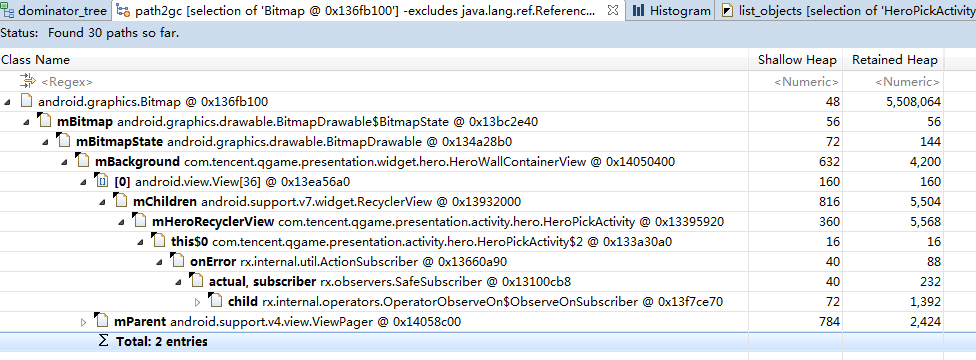 dominator_tree path2gc [selection of 'Bitmap @ 0x136fb100'] -excludes java.lang.ref.Referenc... Histogram list_objects [selection of 'HeroPickActivity
Status: Found 30 paths so far.
Class Name Shallow Heap Retained Heap
<Regex> <Numeric> <Numeric>
android.graphics.Bitmap @ 0x136fb100 48 5,508,064
mBitmap android.graphics.drawable.BitmapDrawable$BitmapState @ 0x13bc2e40 56 56
mBitmapState android.graphics.drawable.BitmapDrawable @ 0x134a28b0 72 144
mBackground com.tencent.qgame.presentation.widget.hero.HeroWallContainerView @ 0x14050400 632 4,200
[0] android.view.View[36] @ 0x13ea56a0 160 160
mChildren android.support.v7.widget.RecyclerView @ 0x13932000 816 5,504
mHeroRecyclerView com.tencent.qgame.presentation.activity.hero.HeroPickActivity @ 0x13395920 360 5,568
this$0 com.tencent.qgame.presentation.activity.hero.HeroPickActivity$2 @ 0x133a30a0 16 16
onError rx.internal.util.ActionSubscriber @ 0x13660a90 40 88
actual, subscriber rx.observers.SafeSubscriber @ 0x13100cb8 40 232
child rx.internal.operators.OperatorObserveOn$ObserveOnSubscriber @ 0x13f7ce70 72 1,392
mParent android.support.v4.view.ViewPager @ 0x14058c00 784 2,424
Σ Total: 2 entries